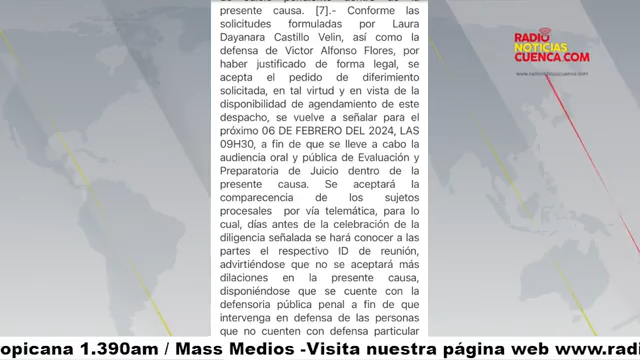 presente causa. [7].- Conforme las
solicitudes formuladas por Laura
Dayanara Castillo Velin, así como la
defensa de Victor Alfonso Flores, por
haber justificado de forma legal, se
acepta el pedido de diferimiento
solicitada, en tal virtud y en vista de la
disponibilidad de agendamiento de este
despacho, se vuelve a señalar para el
próximo 06 DE FEBRERO DEL 2024, LAS
09H30, a fin de que se lleve a cabo la
audiencia oral y pública de Evaluación y
Preparatoria de Juicio dentro de la
presente causa. Se aceptará la
comparecencia de los sujetos
procesales por vía telemática, para lo
cual, días antes de la celebración de la
diligencia señalada se hará conocer a las
partes el respectivo ID de reunión,
advirtiéndose que no se aceptará más
dilaciones en la presente causa,
disponiéndose que se cuente con la
defensoria pública penal a fin de que
intervenga en defensa de las personas
que no cuenten con defensa particular
RADIO
NOTICIAS
CUENCA.COM
opicana 1.390am / Mass Medios -Visita nuestra página web www.radi